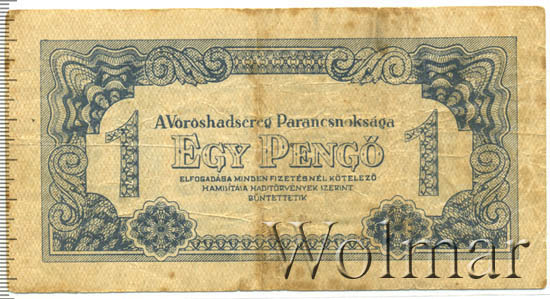 A Vöröshadsereg Parancsnoksága
1 EGY PENGŐ 1
ELFOGADÁSA MINDEN FIZETÉSNÉL KÖTELEZŐ
HAMISÍTÁSA HADITÖRVÉNYEK SZERINT
BÜNTETTETIK
Wolmar